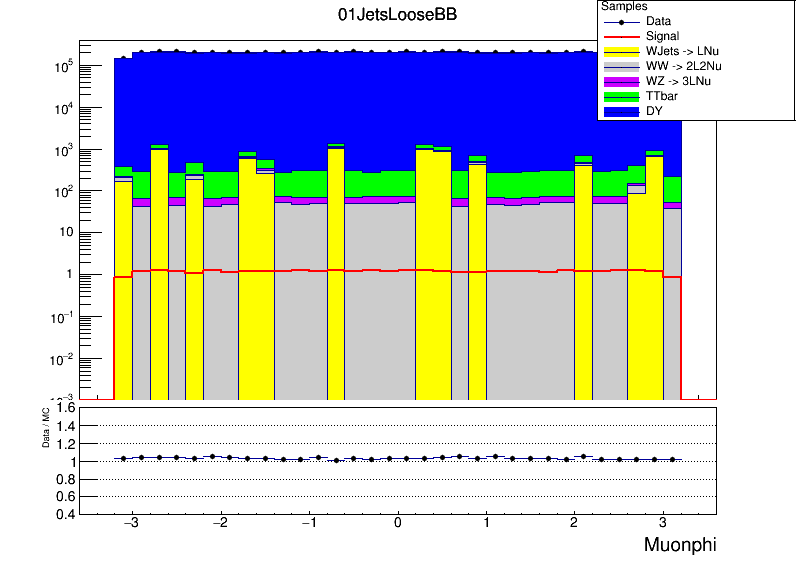 01JetsLooseBB
Samples
Data
Signal
WJets -> LNu
WW -> 2L2Nu
WZ -> 3LNu
TTbar
DY
10^5
10^4
10^3
10^2
10
1
10^-1
10^-2
10^-3
Data / MC
1.6
1.4
1.2
1
0.8
0.6
0.4
−3 −2 −1 0 1 2 3
Muonphi